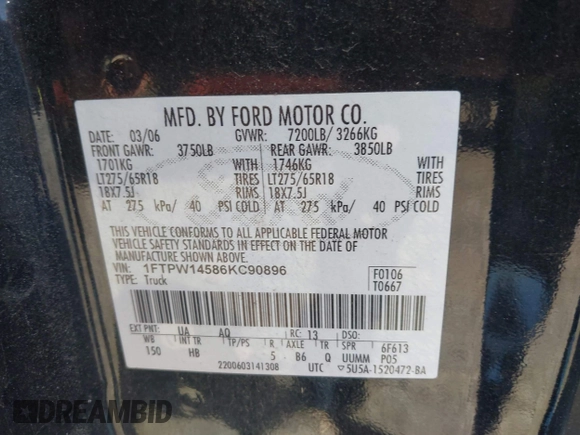 MFD. BY FORD MOTOR CO.
DATE: 03/06 GVWR: 7200LB/ 3266KG
FRONT GAWR: 3750LB REAR GAWR: 3850LB
1701KG WITH 1746KG WITH
LT275/65R18 TIRES LT275/65R18 TIRES
18X7.5J RIMS 18X7.5J RIMS
AT 275 kPa/ 40 PSI COLD AT 275 kPa/ 40 PSI COLD
THIS VEHICLE CONFORMS TO ALL APPLICABLE FEDERAL MOTOR
VEHICLE SAFETY STANDARDS IN EFFECT ON THE DATE OF
MANUFACTURE SHOWN ABOVE.
VIN: 1FTPW14586KC90896 F0106
TYPE: Truck T0667
EXT PNT: UA AQ RC: 13 DSO:
WB INT TR TP/PS R AXLE TR SPR 6F613
150 HB 5 B6 Q UUMM P05
2200603141308 UTC ▽5U5A-1520472-BA
DREAMBID